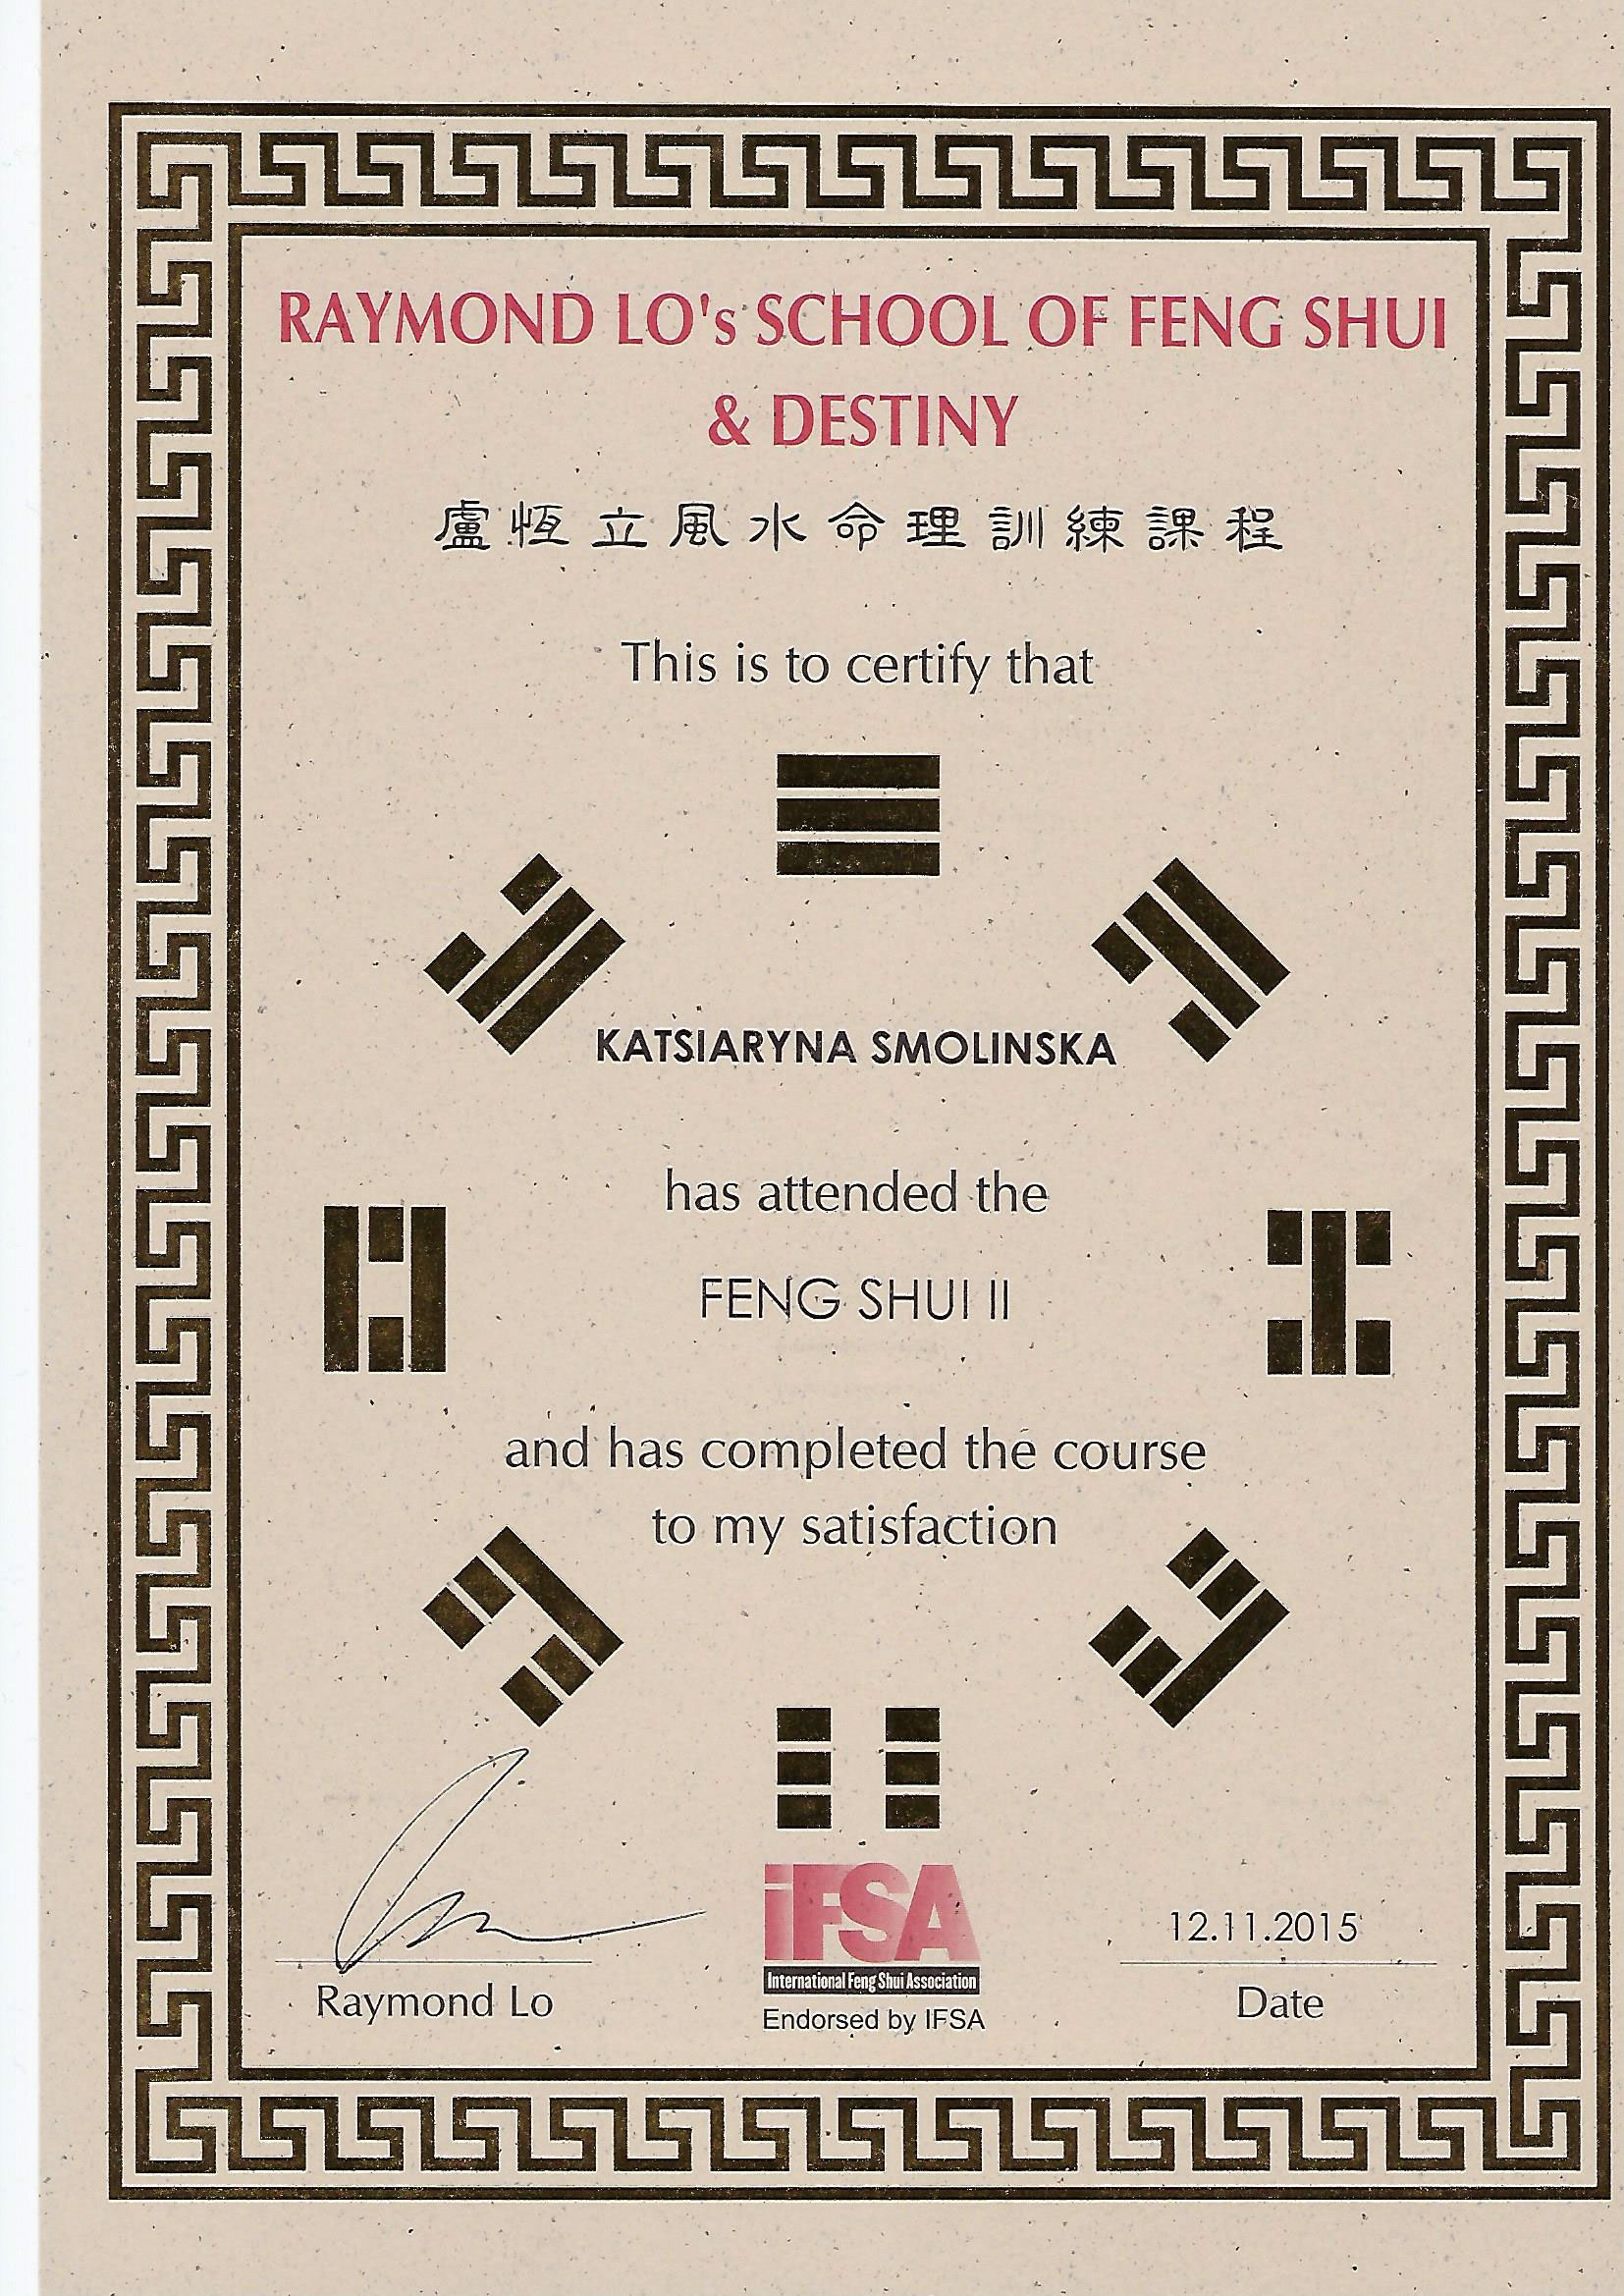 RAYMOND LO's SCHOOL OF FENG SHUI
& DESTINY
盧恆立風水命理訓練課程
This is to certify that
KATSIARYNA SMOLINSKA
has attended the
FENG SHUI II
and has completed the course
to my satisfaction
iFSA
International Feng Shui Association
Endorsed by IFSA
Raymond Lo
12.11.2015
Date